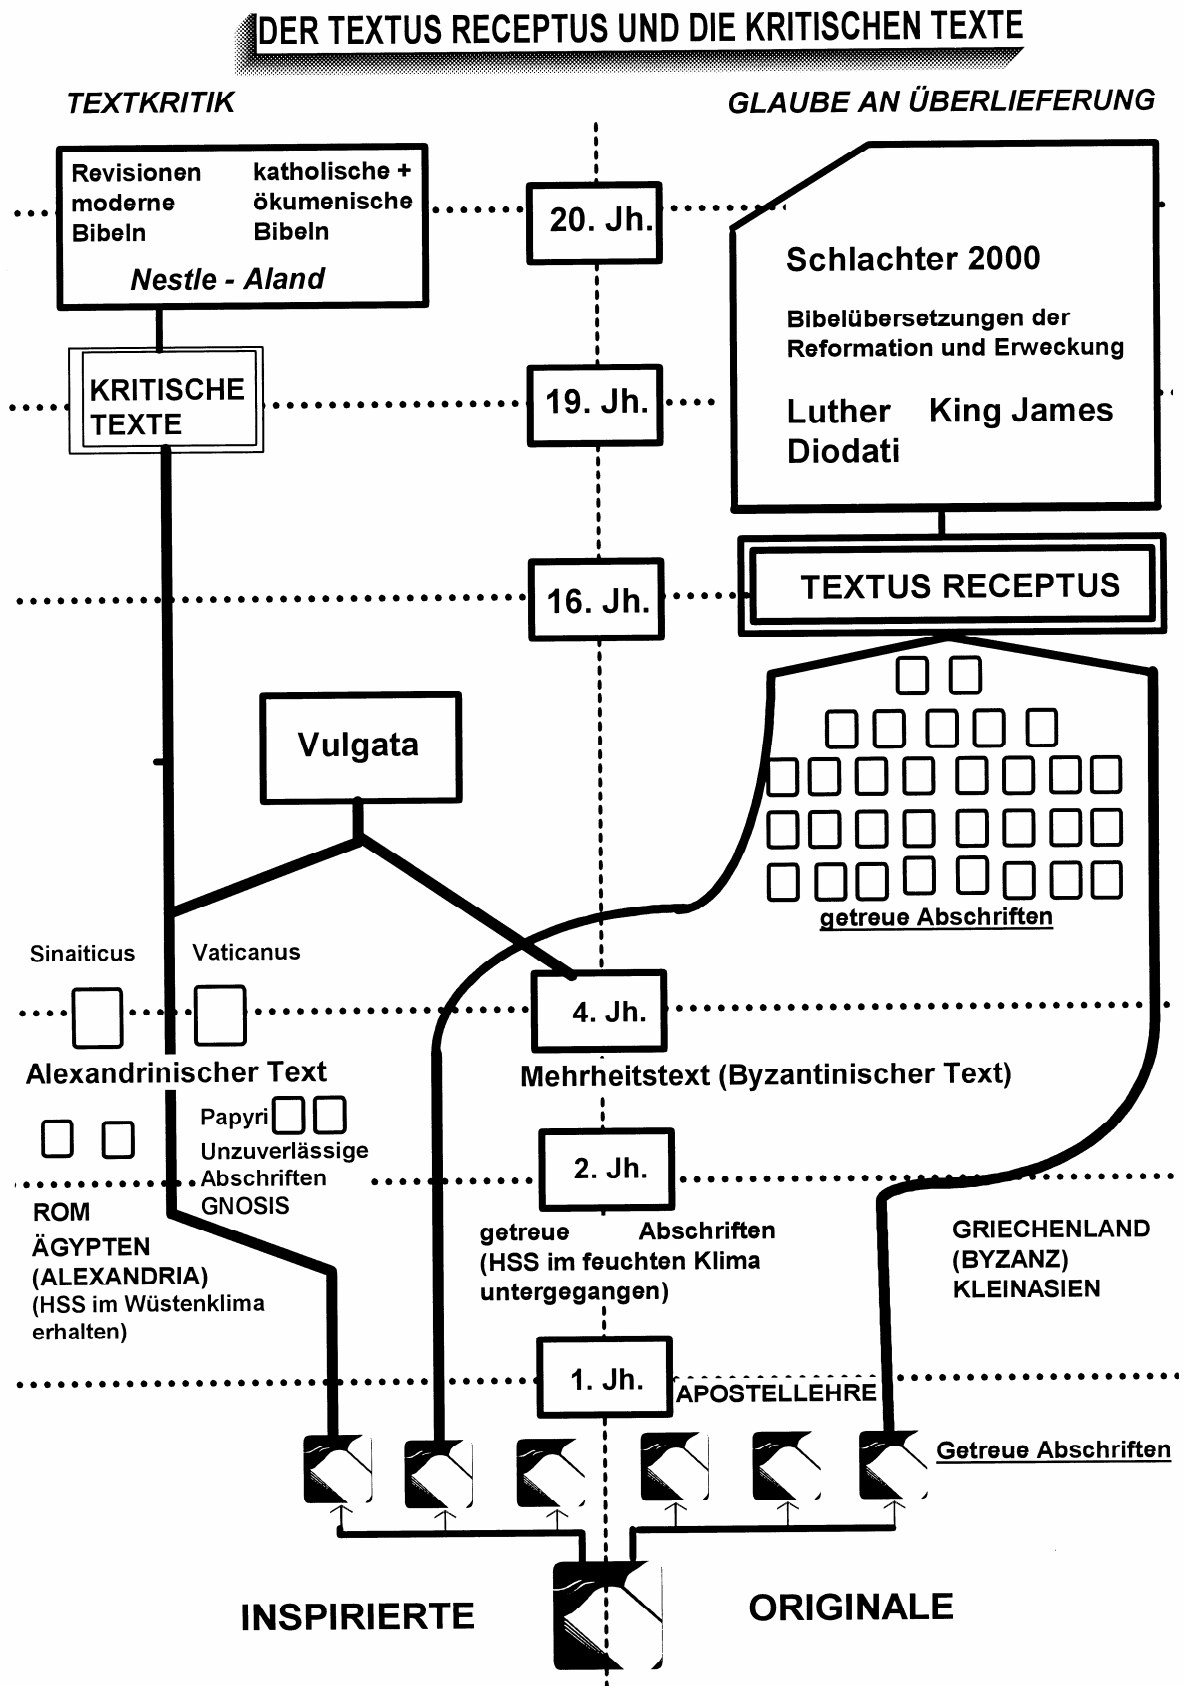 DER TEXTUS RECEPTUS UND DIE KRITISCHEN TEXTE
TEXTKRITIK
GLAUBE AN ÜBERLIEFERUNG
Revisionen
moderne
Bibeln
katholische +
ökumenische
Bibeln
Nestle - Aland
20. Jh.
Schlachter 2000
Bibelübersetzungen der
Reformation und Erweckung
Luther King James
Diodati
KRITISCHE
TEXTE
19. Jh.
16. Jh.
TEXTUS RECEPTUS
Vulgata
getreue Abschriften
Sinaiticus
Vaticanus
4. Jh.
Alexandrinischer Text
Mehrheitstext (Byzantinischer Text)
Papyri
Unzuverlässige
Abschriften
GNOSIS
2. Jh.
ROM
ÄGYPTEN
(ALEXANDRIA)
(HSS im Wüstenklima
erhalten)
getreue Abschriften
(HSS im feuchten Klima
untergegangen)
GRIECHENLAND
(BYZANZ)
KLEINASIEN
1. Jh.
APOSTELLEHRE
Getreue Abschriften
INSPIRIERTE
ORIGINALE